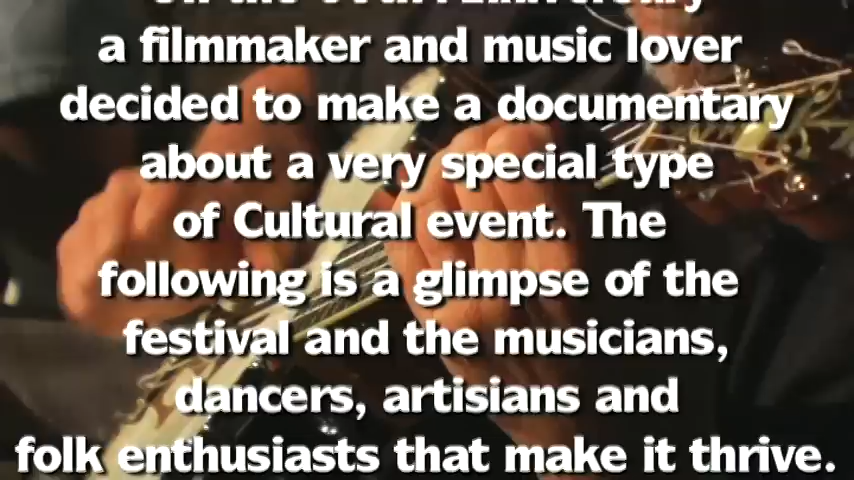 a filmmaker and music lover
decided to make a documentary
about a very special type
of Cultural event. The
following is a glimpse of the
festival and the musicians,
dancers, artisians and
folk enthusiasts that make it thrive.